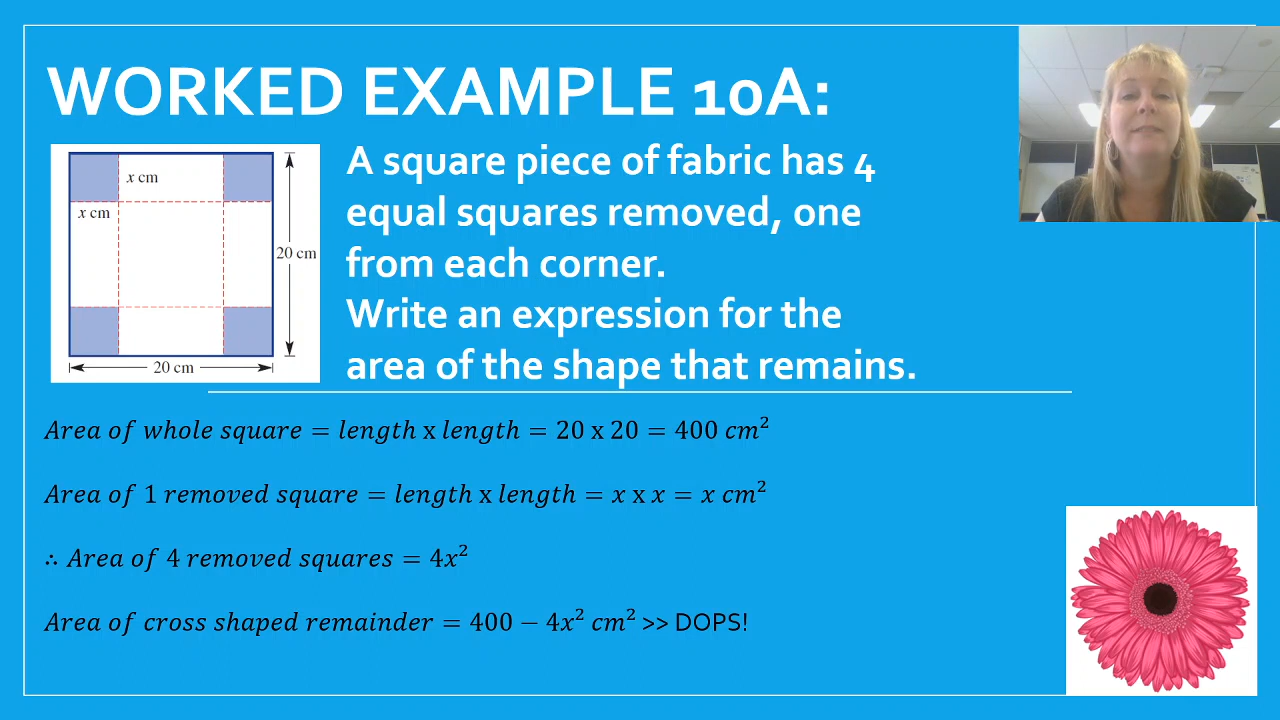 WORKED EXAMPLE 10A:
x cm
x cm
20 cm
20 cm
A square piece of fabric has 4
equal squares removed, one
from each corner.
Write an expression for the
area of the shape that remains.
Area of whole square = length x length = 20 x 20 = 400 cm²
Area of 1 removed square = length x length = x x x = x cm²
∴ Area of 4 removed squares = 4x²
Area of cross shaped remainder = 400 − 4x² cm² >> DOPS!